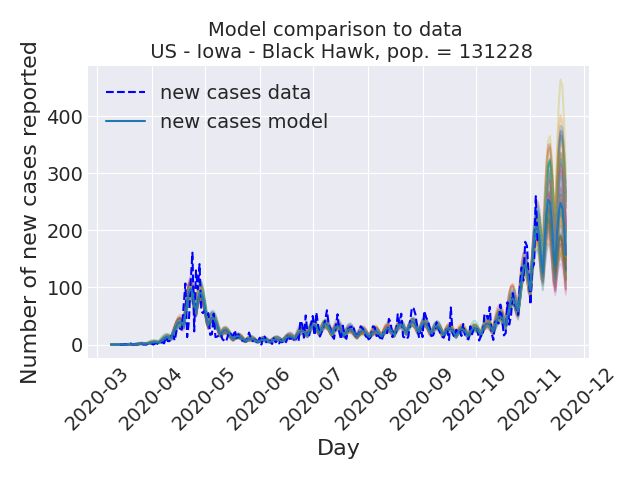 Model comparison to data
US - Iowa - Black Hawk, pop. = 131228
Number of new cases reported
new cases data
new cases model
400
300
200
100
0
2020-03
2020-04
2020-05
2020-06
2020-07
2020-08
2020-09
2020-10
2020-11
2020-12
Day